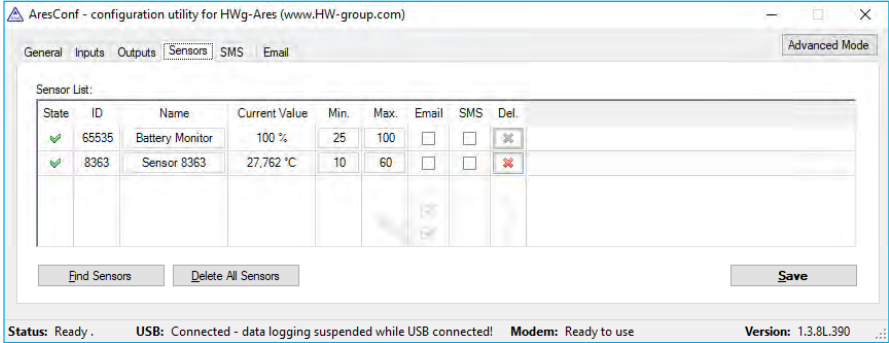 AresConf - configuration utility for HWg-Ares (www.HW-group.com)
General Inputs Outputs Sensors SMS Email Advanced Mode
Sensor List:
State ID Name Current Value Min. Max. Email SMS Del.
65535 Battery Monitor 100 % 25 100
8363 Sensor 8363 27,762 °C 10 60
Find Sensors Delete All Sensors Save
Status: Ready . USB: Connected - data logging suspended while USB connected! Modem: Ready to use Version: 1.3.8L.390